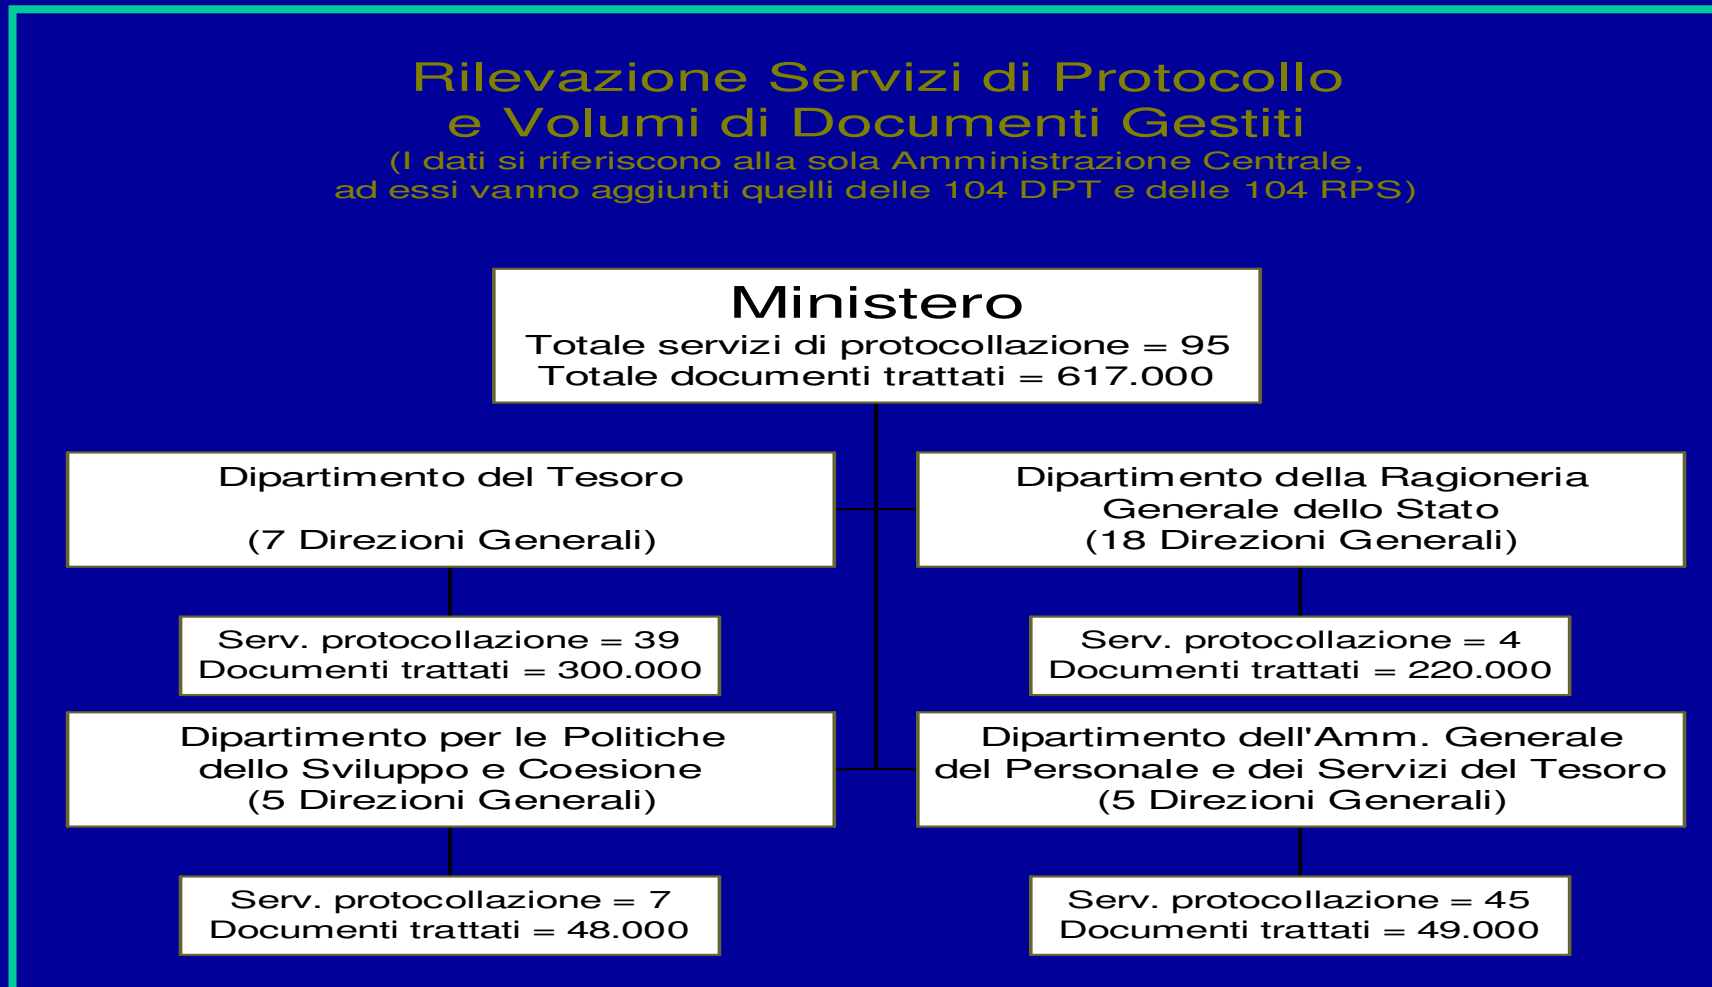 Rilevazione Servizi di Protocollo
e Volumi di Documenti Gestiti
(I dati si riferiscono alla sola Amministrazione Centrale,
ad essi vanno aggiunti quelli delle 104 DPT e delle 104 RPS)
Ministero
Totale servizi di protocollazione = 95
Totale documenti trattati = 617.000
Dipartimento del Tesoro
(7 Direzioni Generali)
Dipartimento della Ragioneria
Generale dello Stato
(18 Direzioni Generali)
Serv. protocollazione = 39
Documenti trattati = 300.000
Serv. protocollazione = 4
Documenti trattati = 220.000
Dipartimento per le Politiche
dello Sviluppo e Coesione
(5 Direzioni Generali)
Dipartimento dell'Amm. Generale
del Personale e dei Servizi del Tesoro
(5 Direzioni Generali)
Serv. protocollazione = 7
Documenti trattati = 48.000
Serv. protocollazione = 45
Documenti trattati = 49.000